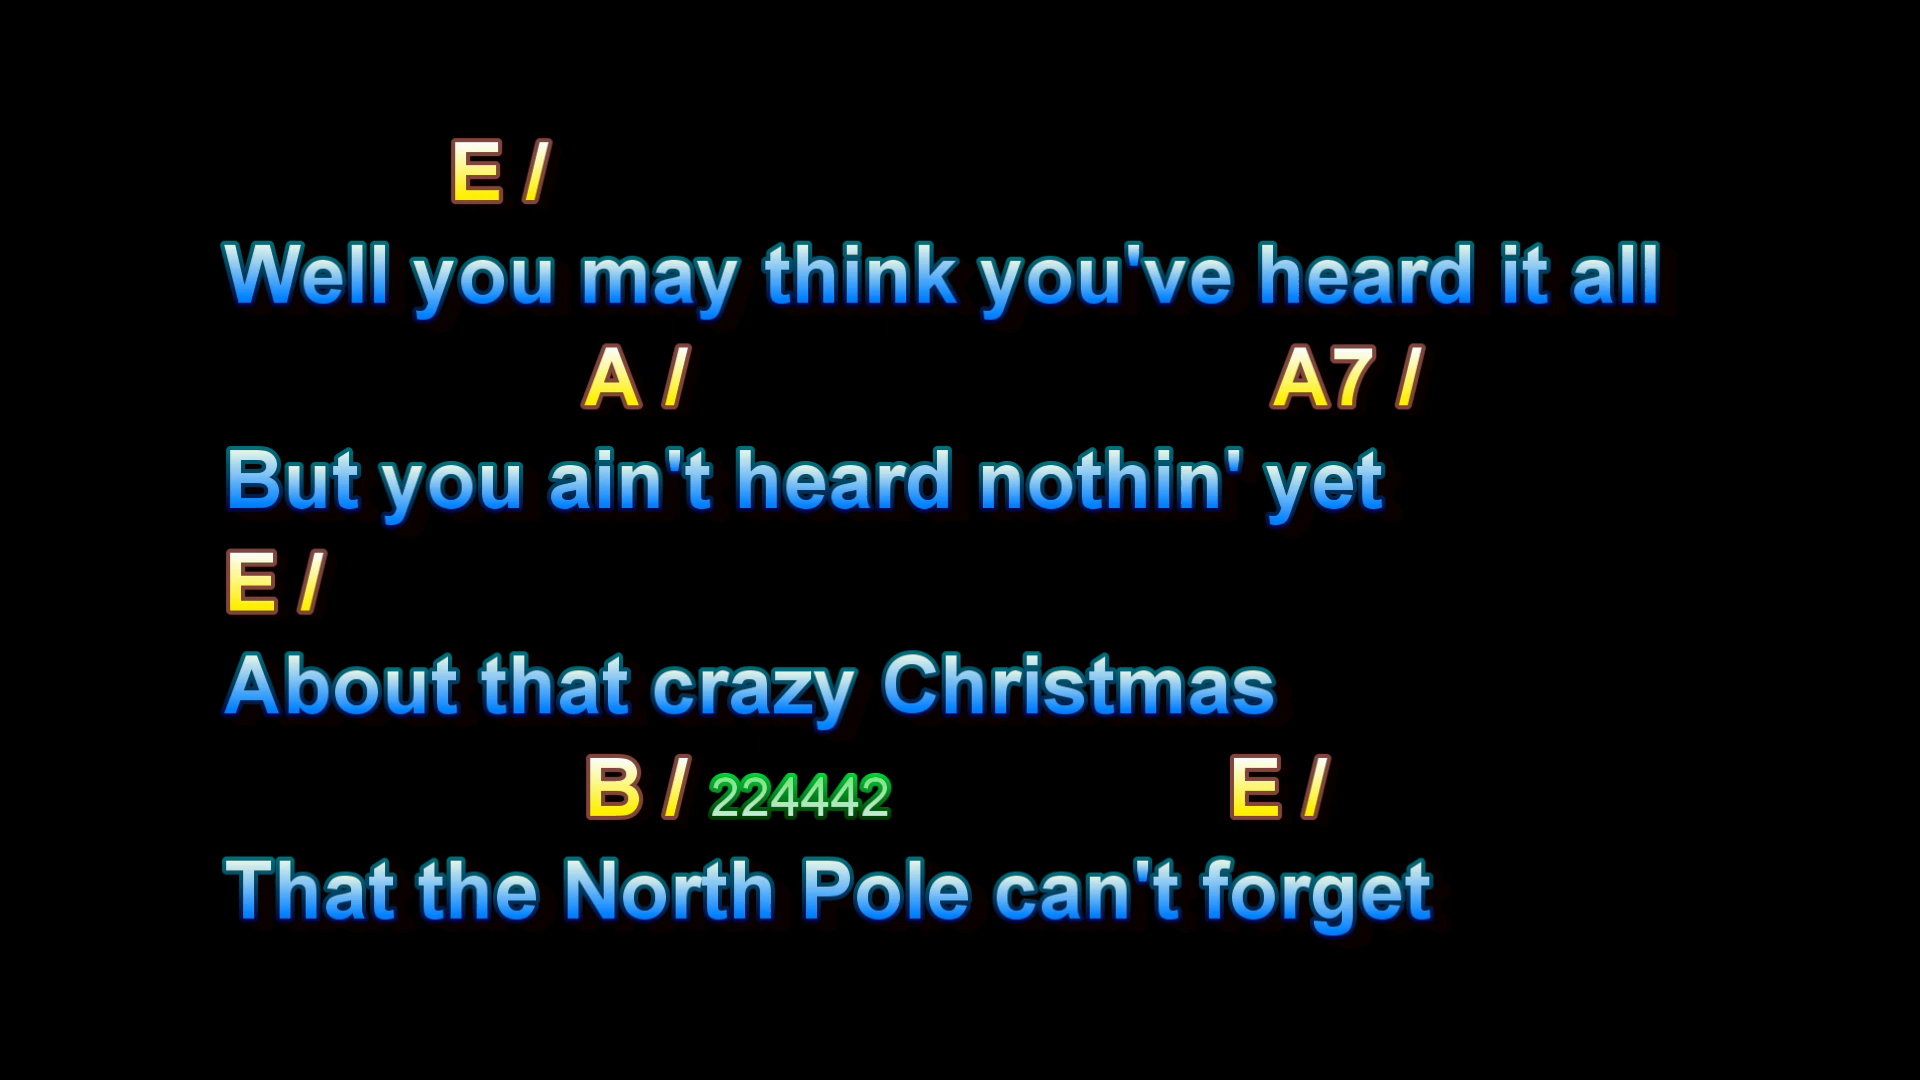 E /
Well you may think you've heard it all
A / A7 /
But you ain't heard nothin' yet
E /
About that crazy Christmas
B / 224442 E /
That the North Pole can't forget